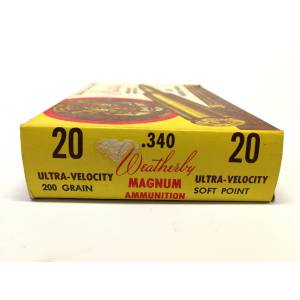 20 .340 20
Weatherby
ULTRA-VELOCITY MAGNUM ULTRA-VELOCITY
200 GRAIN AMMUNITION SOFT POINT